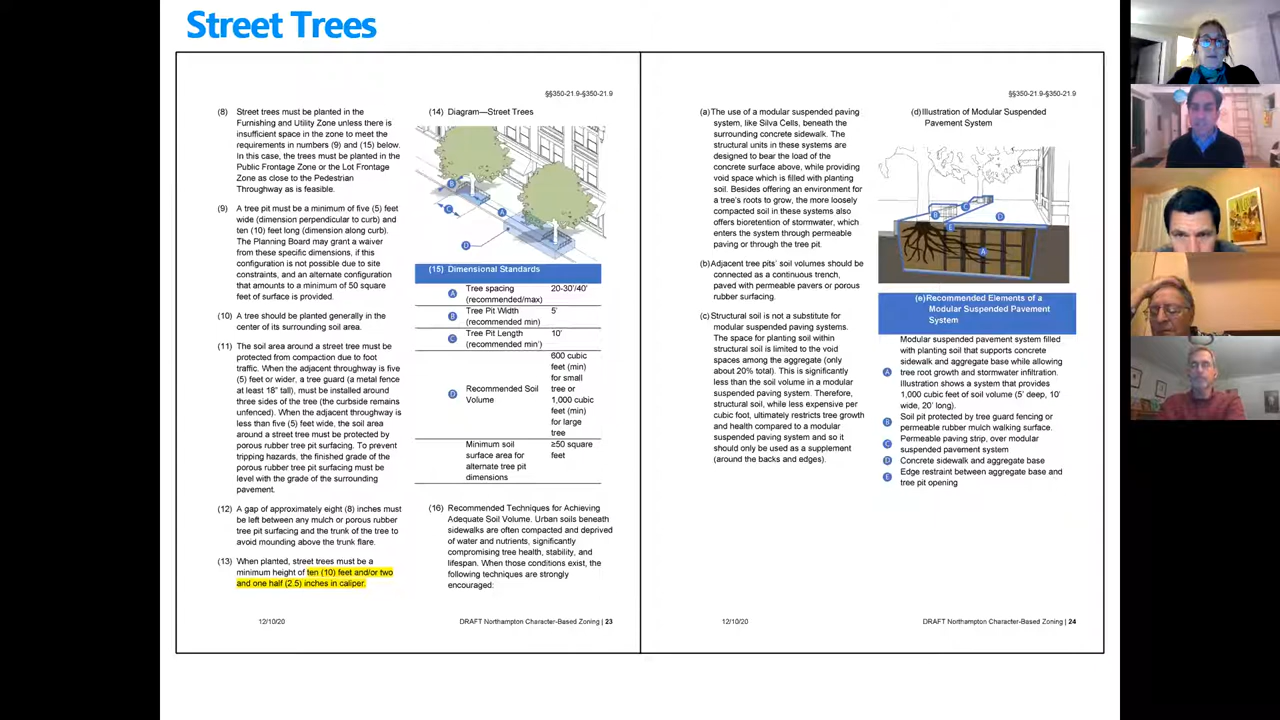 Street Trees
§§350-21.9-§350-21.9
(8) Street trees must be planted in the
Furnishing and Utility Zone unless there is
insufficient space in the zone to meet the
requirements in numbers (9) and (15) below.
In this case, the trees must be planted in the
Public Frontage Zone or the Lot Frontage
Zone as close to the Pedestrian
Throughway as is feasible.
(9) A tree pit must be a minimum of five (5) feet
wide (dimension perpendicular to curb) and
ten (10) feet long (dimension along curb).
The Planning Board may grant a waiver
from these specific dimensions, if this
configuration is not possible due to site
constraints, and an alternate configuration
that amounts to a minimum of 50 square
feet of surface is provided.
(10) A tree should be planted generally in the
center of its surrounding soil area.
(11) The soil area around a street tree must be
protected from compaction due to foot
traffic. When the adjacent throughway is five
(5) feet or wider, a tree guard (a metal fence
at least 18" tall), must be installed around
three sides of the tree (the curbside remains
unfenced). When the adjacent throughway is
less than five (5) feet wide, the soil area
around a street tree must be protected by
porous rubber tree pit surfacing. To prevent
tripping hazards, the finished grade of the
porous rubber tree pit surfacing must be
level with the grade of the surrounding
pavement.
(12) A gap of approximately eight (8) inches must
be left between any mulch or porous rubber
tree pit surfacing and the trunk of the tree to
avoid mounding above the trunk flare.
(13) When planted, street trees must be a
minimum height of ten (10) feet and/or two
and one half (2.5) inches in caliper.
(14) Diagram—Street Trees
B
C
A
D
(15) Dimensional Standards
A Tree spacing 20-30'/40'
(recommended/max)
B Tree Pit Width 5'
(recommended min)
C Tree Pit Length 10'
(recommended min')
600 cubic
feet (min)
for small
D Recommended Soil tree or
Volume 1,000 cubic
feet (min)
for large
tree
Minimum soil ≥50 square
surface area for feet
alternate tree pit
dimensions
(16) Recommended Techniques for Achieving
Adequate Soil Volume. Urban soils beneath
sidewalks are often compacted and deprived
of water and nutrients, significantly
compromising tree health, stability, and
lifespan. When those conditions exist, the
following techniques are strongly
encouraged:
12/10/20 DRAFT Northampton Character-Based Zoning | 23
§§350-21.9-§350-21.9
(a) The use of a modular suspended paving
system, like Silva Cells, beneath the
surrounding concrete sidewalk. The
structural units in these systems are
designed to bear the load of the
concrete surface above, while providing
void space which is filled with planting
soil. Besides offering an environment for
a tree's roots to grow, the more loosely
compacted soil in these systems also
offers bioretention of stormwater, which
enters the system through permeable
paving or through the tree pit.
(b) Adjacent tree pits' soil volumes should be
connected as a continuous trench,
paved with permeable pavers or porous
rubber surfacing.
(c) Structural soil is not a substitute for
modular suspended paving systems.
The space for planting soil within
structural soil is limited to the void
spaces among the aggregate (only
about 20% total). This is significantly
less than the soil volume in a modular
suspended paving system. Therefore,
structural soil, while less expensive per
cubic foot, ultimately restricts tree growth
and health compared to a modular
suspended paving system and so it
should only be used as a supplement
(around the backs and edges).
(d) Illustration of Modular Suspended
Pavement System
B
C
D
E
A
(e) Recommended Elements of a
Modular Suspended Pavement
System
Modular suspended pavement system filled
with planting soil that supports concrete
sidewalk and aggregate base while allowing
A tree root growth and stormwater infiltration.
Illustration shows a system that provides
1,000 cubic feet of soil volume (5' deep, 10'
wide, 20' long).
B Soil pit protected by tree guard fencing or
permeable rubber mulch walking surface.
C Permeable paving strip, over modular
suspended pavement system
D Concrete sidewalk and aggregate base
E Edge restraint between aggregate base and
tree pit opening
12/10/20 DRAFT Northampton Character-Based Zoning | 24